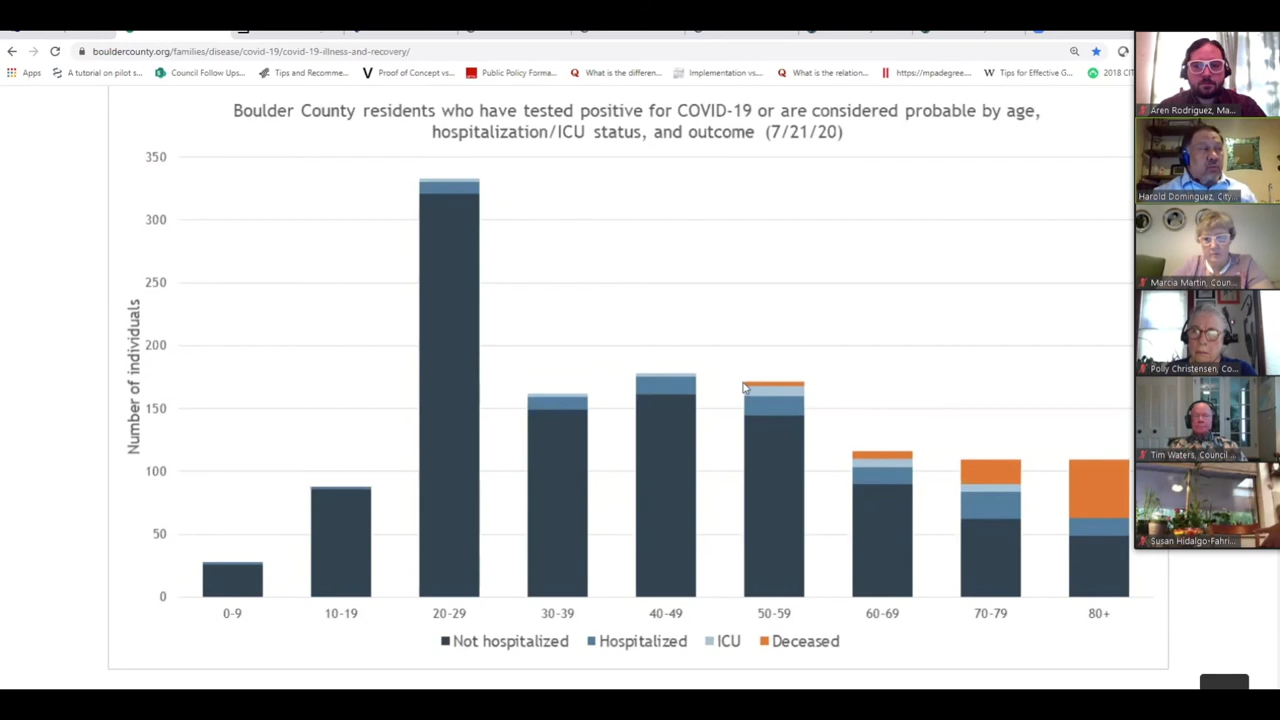 bouldercounty.org/families/disease/covid-19/covid-19-illness-and-recovery/
Apps
A tutorial on pilot s...
Council Follow Ups...
Tips and Recomme...
Proof of Concept vs...
Public Policy Forma...
What is the differen...
Implementation vs....
What is the relation...
https://mpadegree....
Tips for Effective G...
2018 CIT
Boulder County residents who have tested positive for COVID-19 or are considered probable by age,
hospitalization/ICU status, and outcome (7/21/20)
Number of individuals
350
300
250
200
150
100
50
0
0-9
10-19
20-29
30-39
40-49
50-59
60-69
70-79
80+
Not hospitalized
Hospitalized
ICU
Deceased
Aren Rodriguez, Ma...
Harold Dominguez, City...
Marcia Martin, Coun...
Polly Christensen, Co...
Tim Waters, Council ...
Susan Hidalgo-Fahri...